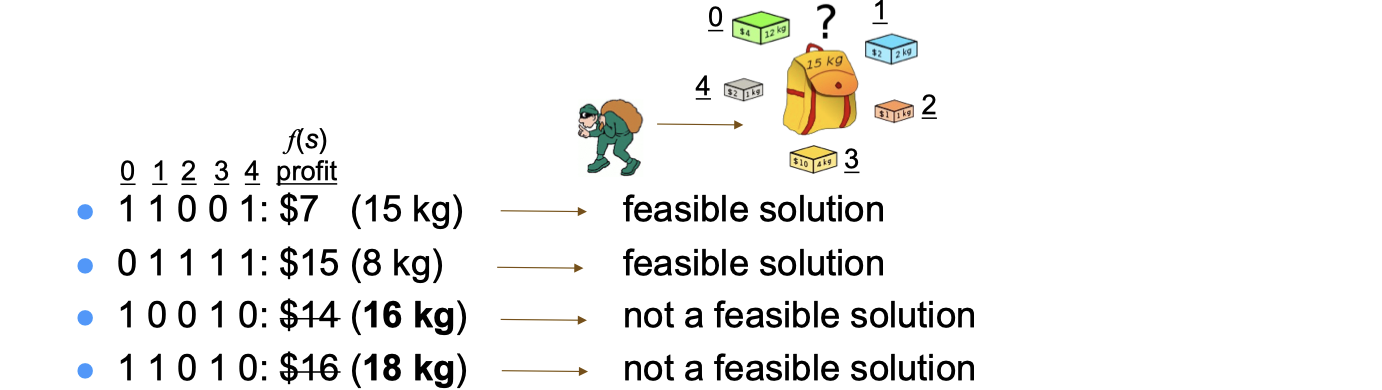 0
?
1
$4 12 kg
15 kg
$2 2 kg
4
$2 1 kg
$1 1 kg
2
f(s)
$10 4 kg
3
0 1 2 3 4 profit
1 1 0 0 1: $7 (15 kg) feasible solution
0 1 1 1 1: $15 (8 kg) feasible solution
1 0 0 1 0: $14 (16 kg) not a feasible solution
1 1 0 1 0: $16 (18 kg) not a feasible solution